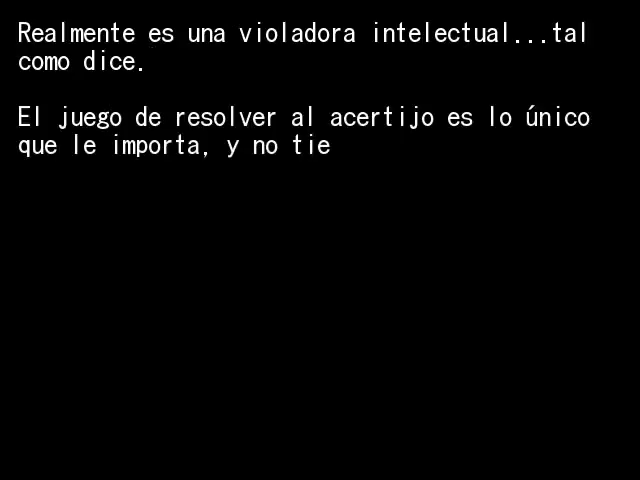 Realmente es una violadora intelectual...tal
como dice.
El juego de resolver al acertijo es lo único
que le importa, y no tie